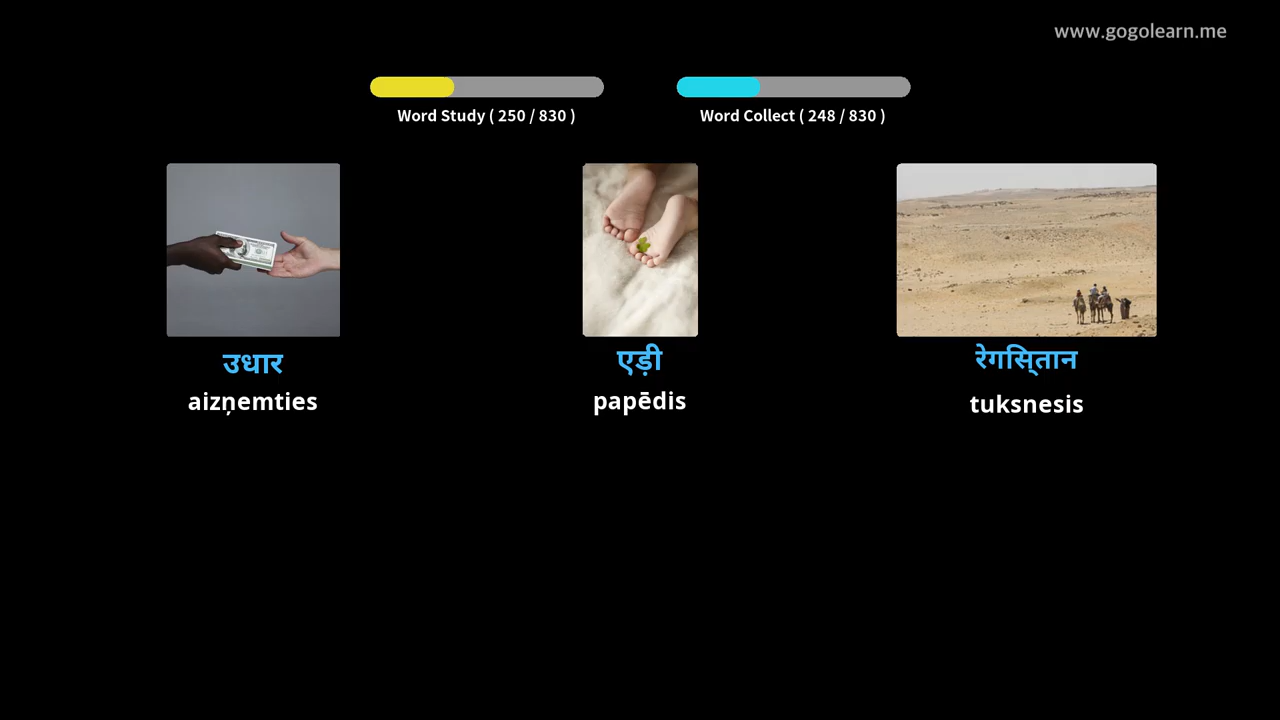 www.gogolearn.me
Word Study ( 250 / 830 )
Word Collect ( 248 / 830 )
उधार
एड़ी
रेगिस्तान
aizņemties
papēdis
tuksnesis